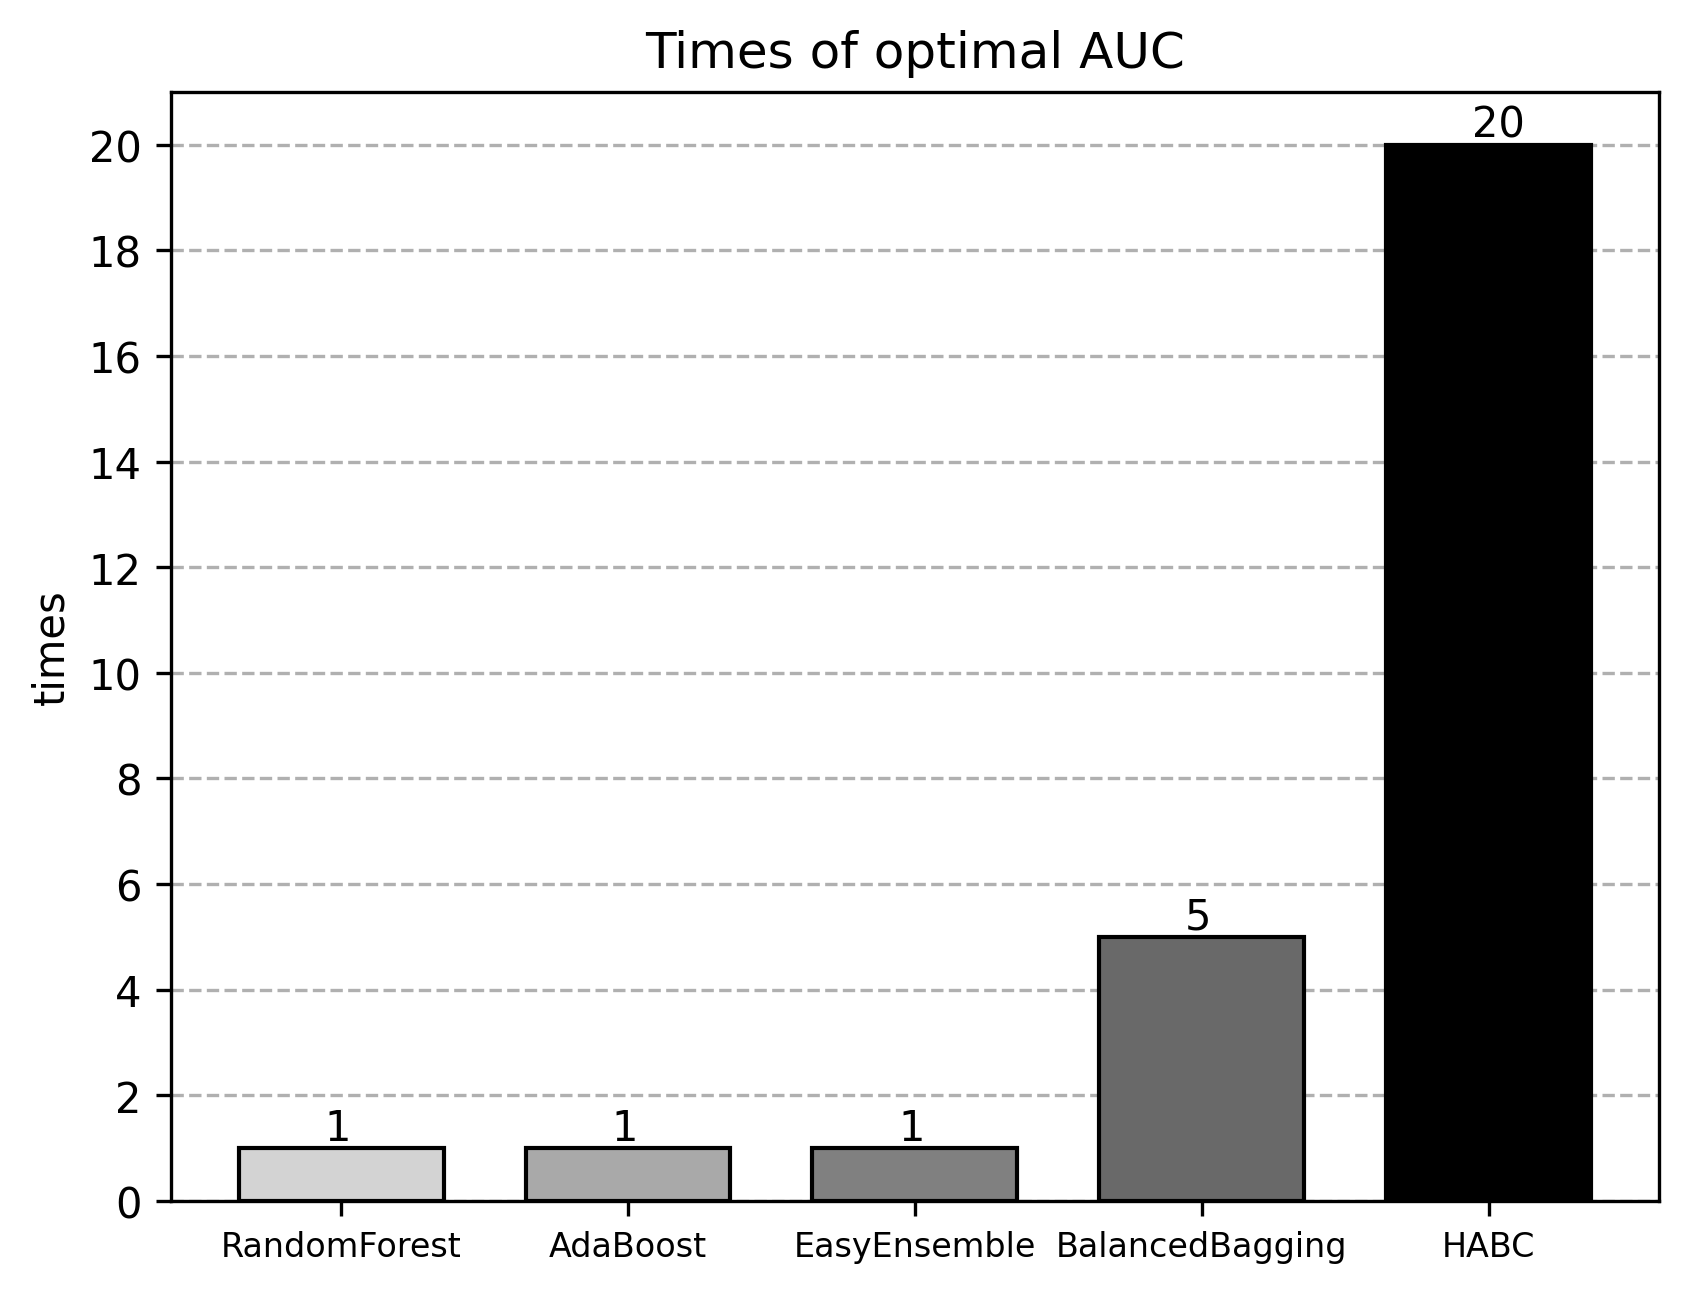 Times of optimal AUC
times
20
18
16
14
12
10
8
6
4
2
0
1
1
1
5
20
RandomForest
AdaBoost
EasyEnsemble
BalancedBagging
HABC